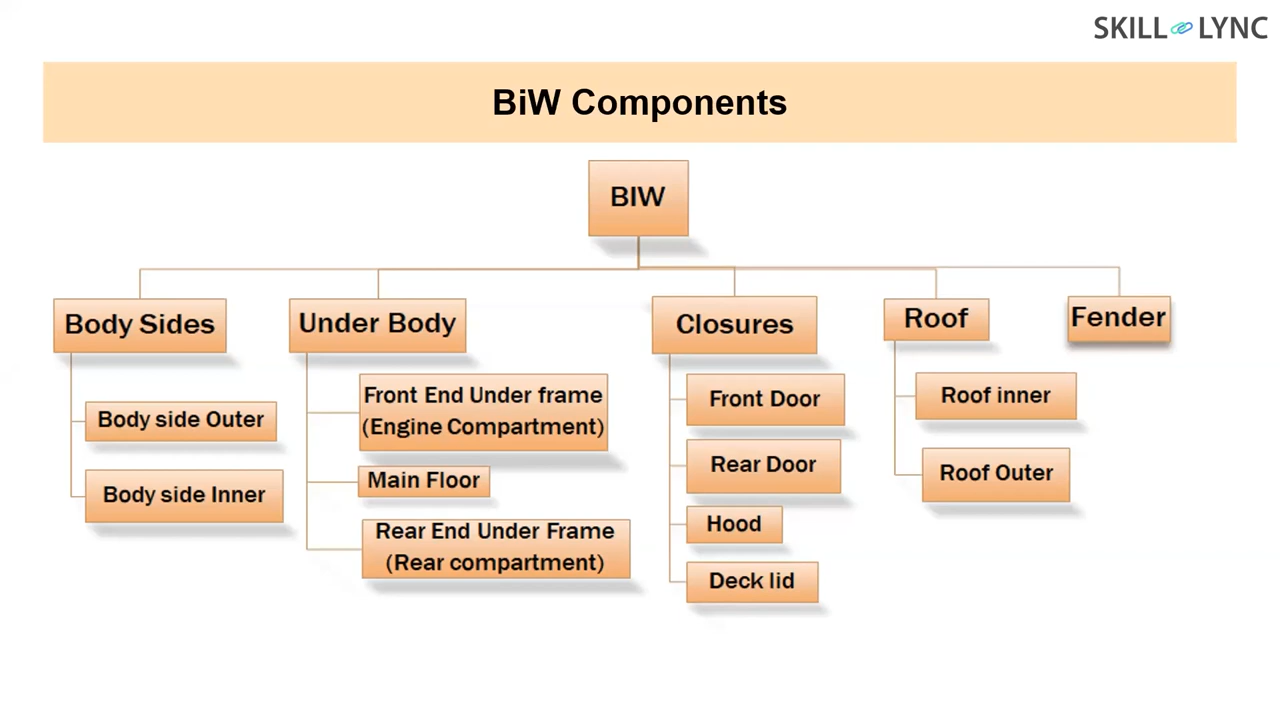 SKILL LYNC
BiW Components
BIW
Body Sides
Body side Outer
Body side Inner
Under Body
Front End Under frame
(Engine Compartment)
Main Floor
Rear End Under Frame
(Rear compartment)
Closures
Front Door
Rear Door
Hood
Deck lid
Roof
Roof inner
Roof Outer
Fender